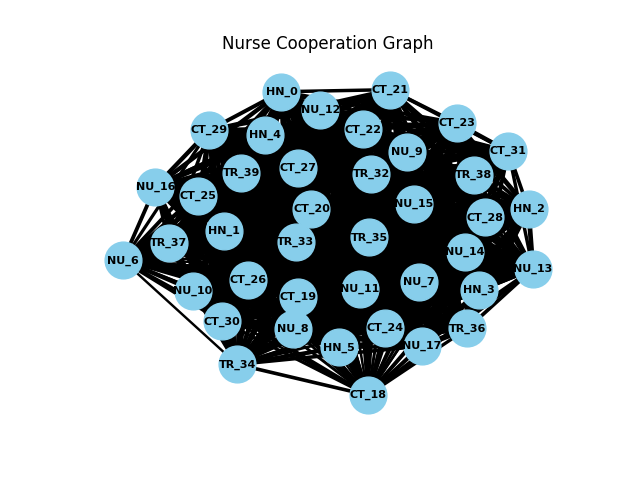 Nurse Cooperation Graph
HN_0
CT_21
NU_12
CT_23
CT_29
HN_4
CT_22
NU_9
CT_31
TR_39
CT_27
TR_32
TR_38
NU_16
CT_25
CT_20
NU_15
HN_2
CT_28
HN_1
TR_37
TR_33
TR_35
NU_14
NU_6
NU_13
CT_26
NU_7
NU_10
CT_19
NU_11
HN_3
CT_30
NU_8
CT_24
TR_36
HN_5
NU_17
TR_34
CT_18